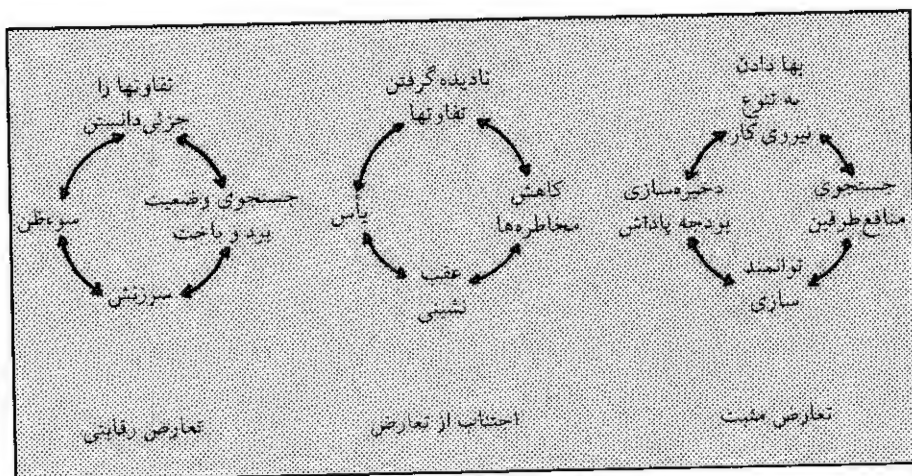 بها دادن
به تنوع
نیروی کار
جستجوی
منافع طرفین
توانمند
سازی
ذخیره‌سازی
بودجه پاداش
تعارض مثبت
نادیده گرفتن
تفاوتها
کاهش
مخاطره‌ها
عقب
نشینی
یأس
اجتناب از تعارض
تفاوتها را
جزئی دانستن
جستجوی وضعیت
برد و باخت
سرزنش
سوءظن
تعارض رقابتی